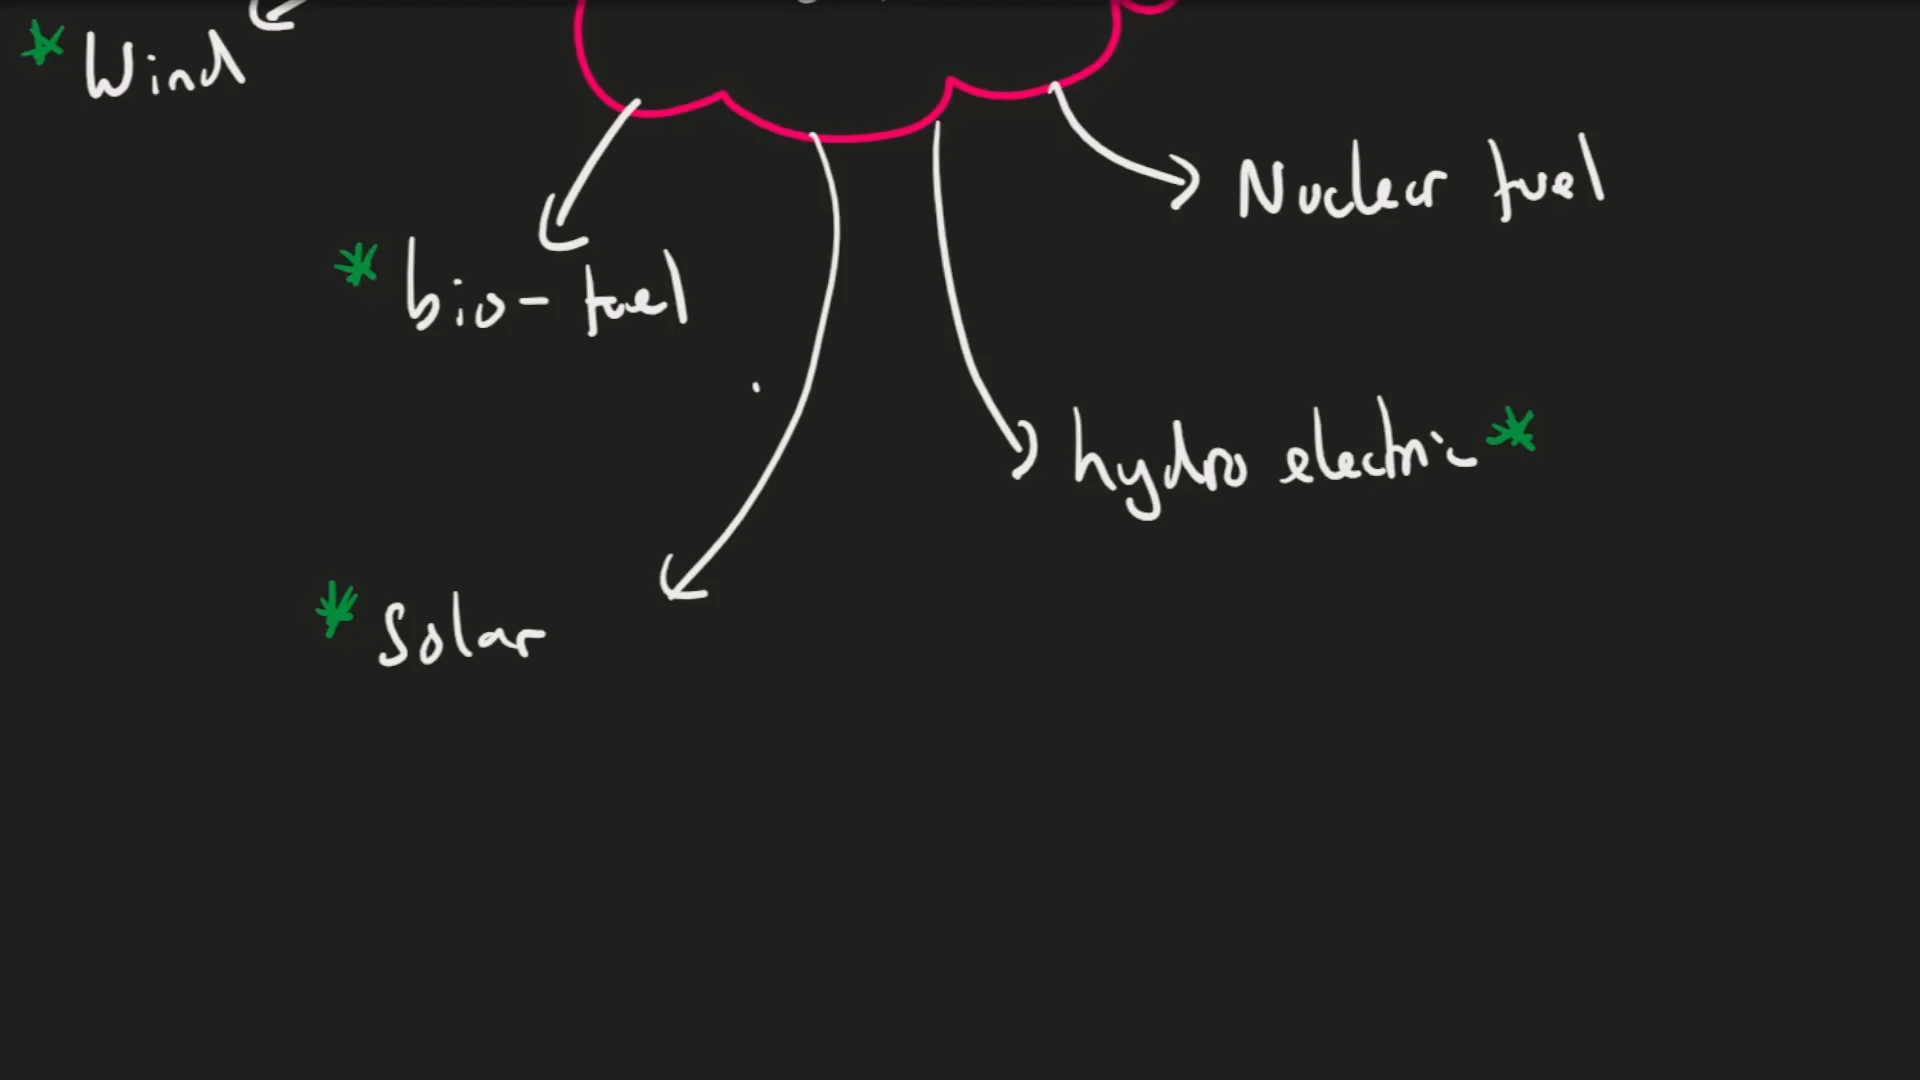 * Wind
Nuclear fuel
* bio-fuel
hydro electric *
* Solar